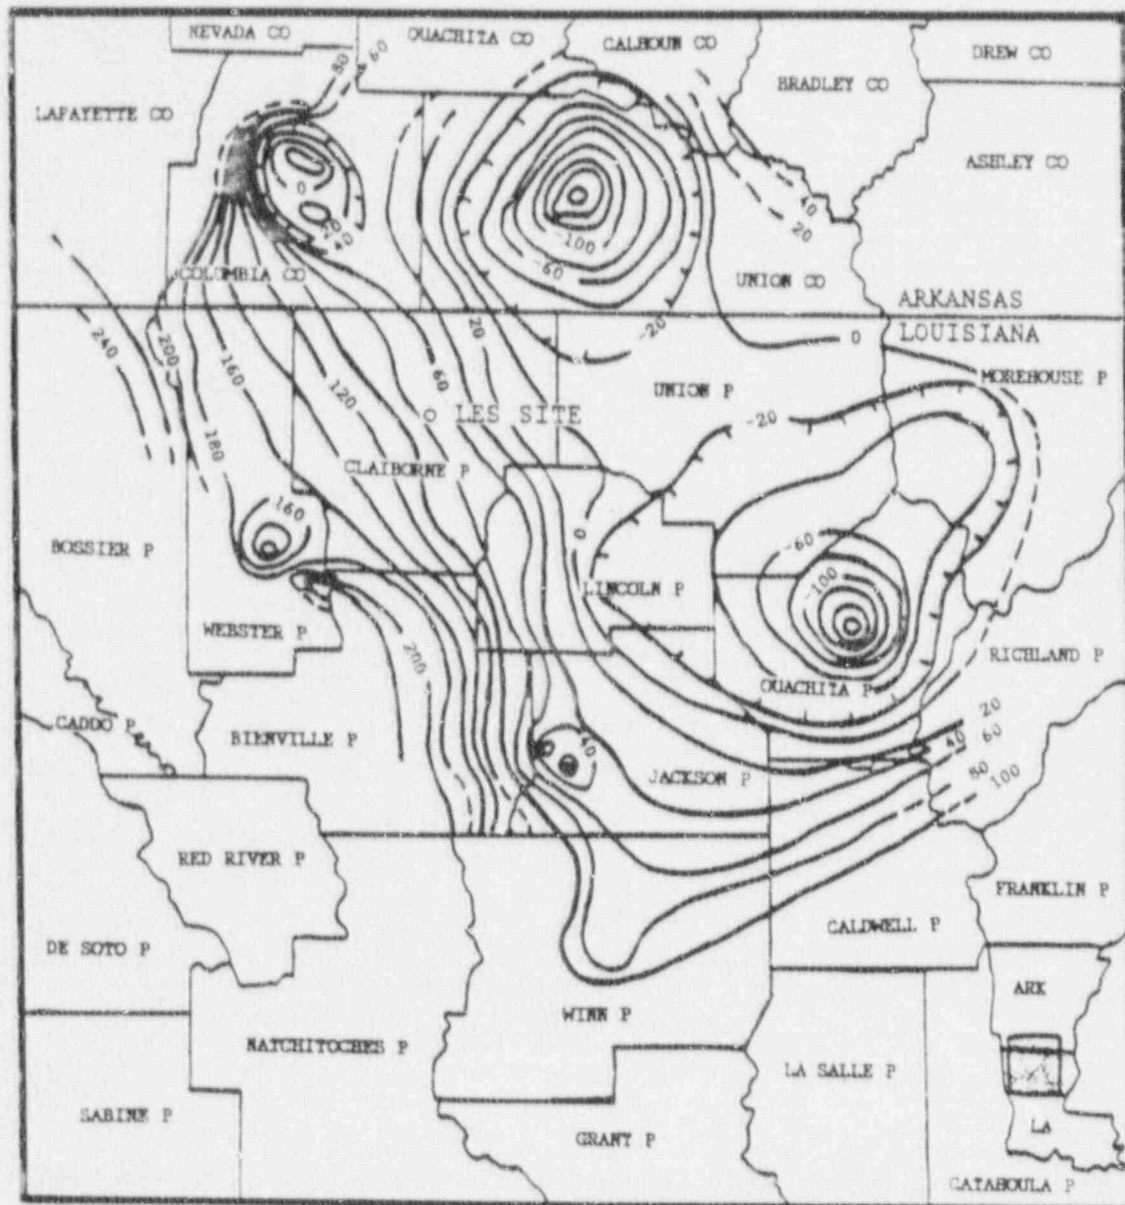 NEVADA CO
OUACHITA CO
CALHOUN CO
DREW CO
80
60
BRADLEY CO
LAFAYETTE CO
ASHLEY CO
0
40
20
20
40
-100
-60
COLUMBIA CO
UNION CO
ARKANSAS
LOUISIANA
240
200
160
120
60
20
-20
0
UNION P
MOREHOUSE P
LES SITE
-20
180
CLAIBORNE P
160
BOSSIER P
0
-60
-100
LINCOLN P
WEBSTER P
200
RICHLAND P
OUACHITA P
CADDO P
BIENVILLE P
40
JACKSON P
20
40
60
80
100
RED RIVER P
FRANKLIN P
DE SOTO P
CALDWELL P
ARK
WINN P
NATCHITOCHES P
LA SALLE P
SABINE P
GRANT P
LA
CATAHOULA P